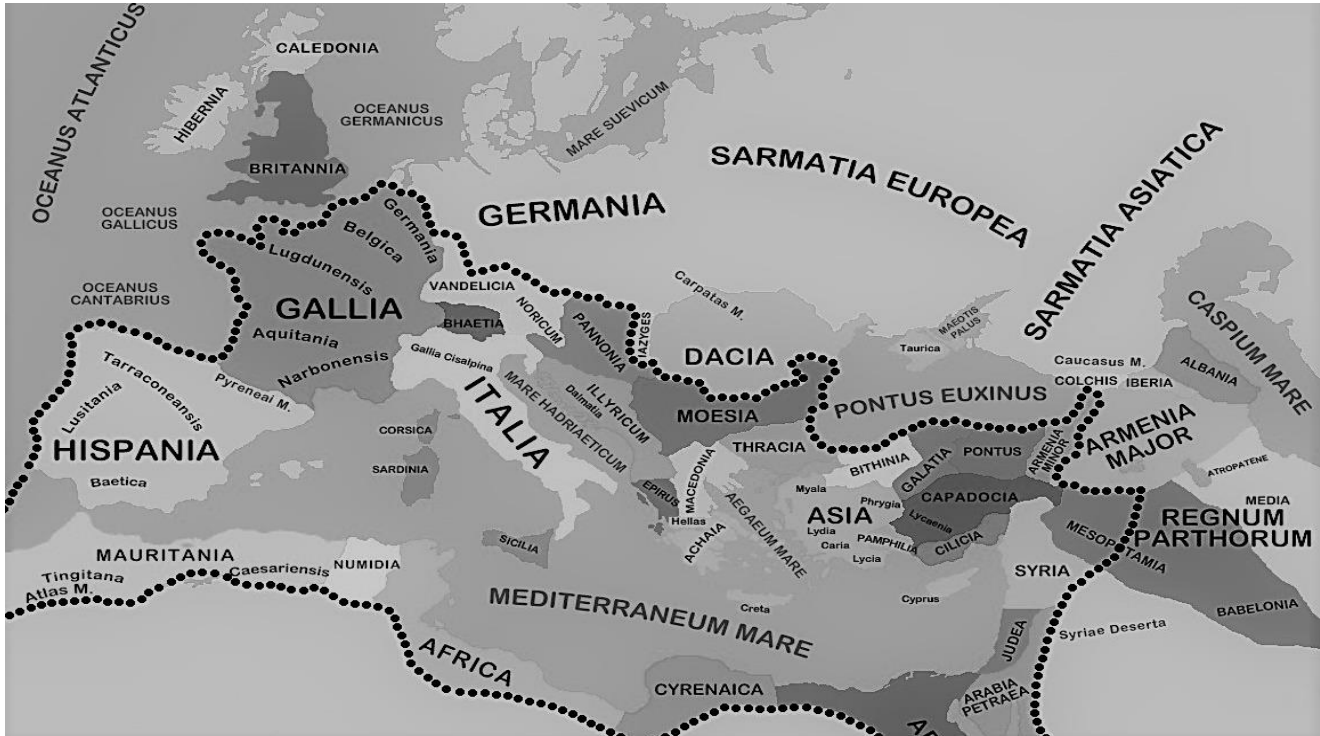 OCEANUS ATLANTICUS
CALEDONIA
HIBERNIA
OCEANUS
GERMANICUS
MARE SUEVICUM
BRITANNIA
SARMATIA EUROPEA
SARMATIA ASIATICA
OCEANUS
GALLICUS
GERMANIA
Germania
Belgica
Lugdunensis
OCEANUS
CANTABRIUS
GALLIA
VANDELICIA
NORICUM
BHAETIA
PANNONIA
IAZYGES
Carpatas M.
DACIA
MAEOTIS
PALUS
Taurica
CASPIUM MARE
Caucasus M.
COLCHIS
IBERIA
ALBANIA
Aquitania
Narbonensis
Gallia Cisalpina
ITALIA
MARE HADRIAETICUM
Dalmatia
ILLYRICUM
MOESIA
PONTUS EUXINUS
Tarraconeansis
Lusitania
Pyreneai M.
HISPANIA
Baetica
CORSICA
SARDINIA
THRACIA
BITHINIA
GALATIA
PONTUS
ARMENIA
MINOR
ARMENIA
MAJOR
ATROPATENE
MEDIA
REGNUM
PARTHORUM
EPIRUS
MACEDONIA
Hellas
ACHAIA
AEGAEUM MARE
Myala
Phrygia
CAPADOCIA
Lycaenia
ASIA
Lydia
Caria
PAMPHILIA
Lycia
CILICIA
MESOPOTAMIA
SICILIA
MAURITANIA
Tingitana
Caesariensis
NUMIDIA
Atlas M.
MEDITERRANEUM MARE
Creta
Cyprus
SYRIA
BABELONIA
Syriae Deserta
JUDEA
AFRICA
CYRENAICA
ARABIA
PETRAEA